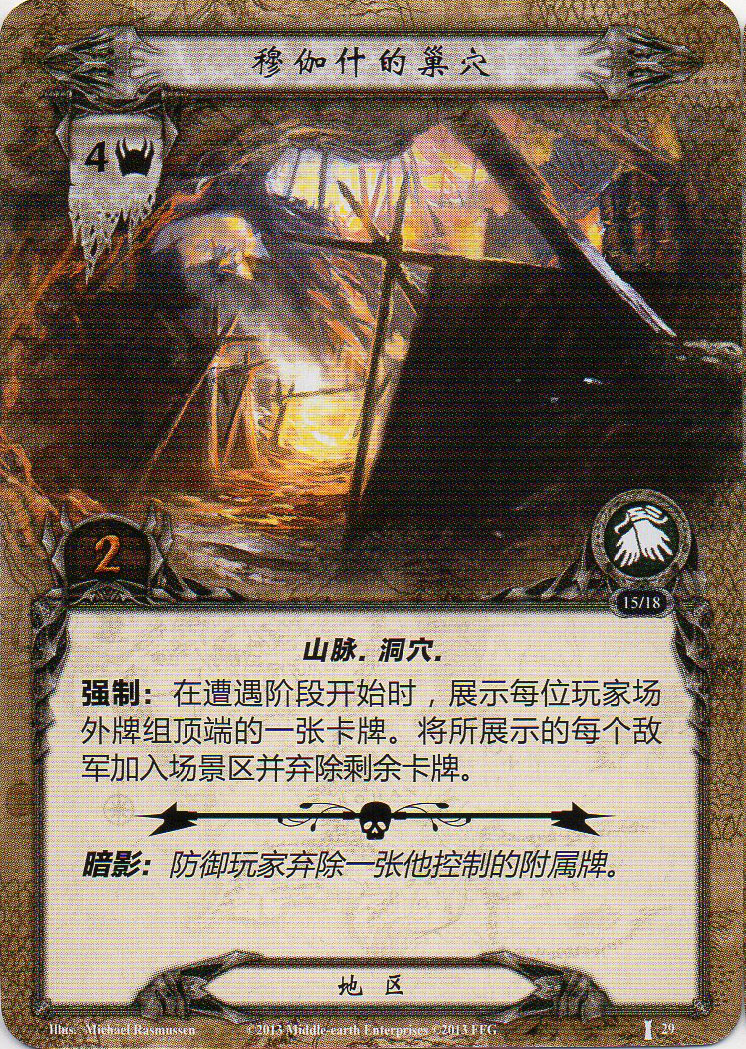 穆伽什的巢穴
4
2
15/18
山脉. 洞穴.
强制：在遭遇阶段开始时，展示每位玩家场
外牌组顶端的一张卡牌。将所展示的每个敌
军加入场景区并弃除剩余卡牌。
暗影：防御玩家弃除一张他控制的附属牌。
地区
Illus. Michael Rasmussen ©2013 Middle-earth Enterprises ©2013 FFG 29